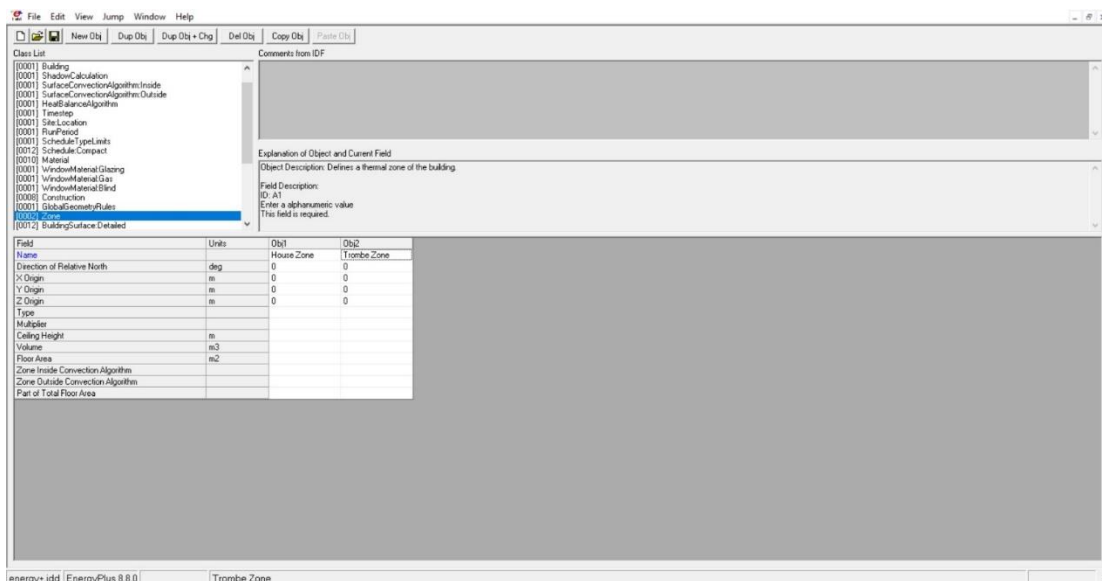 File Edit View Jump Window Help
New Obj Dup Obj Dup Obj + Chg Del Obj Copy Obj Paste Obj
Class List
[0001] Building
[0001] ShadowCalculation
[0001] SurfaceConvectionAlgorithm:Inside
[0001] SurfaceConvectionAlgorithm:Outside
[0001] HeatBalanceAlgorithm
[0001] Timestep
[0001] Site:Location
[0001] RunPeriod
[0001] ScheduleTypeLimits
[0012] Schedule:Compact
[0010] Material
[0001] WindowMaterial:Glazing
[0001] WindowMaterial:Gas
[0001] WindowMaterial:Blind
[0008] Construction
[0001] GlobalGeometryRules
[0002] Zone
[0012] BuildingSurface:Detailed
Comments from IDF
Explanation of Object and Current Field
Object Description: Defines a thermal zone of the building.
Field Description:
ID: A1
Enter a alphanumeric value
This field is required.
Field Units Obj1 Obj2
Name House Zone Trombe Zone
Direction of Relative North deg 0 0
X Origin m 0 0
Y Origin m 0 0
Z Origin m 0 0
Type
Multiplier
Ceiling Height m
Volume m3
Floor Area m2
Zone Inside Convection Algorithm
Zone Outside Convection Algorithm
Part of Total Floor Area
energy+.idd EnergyPlus 8.8.0 Trombe Zone